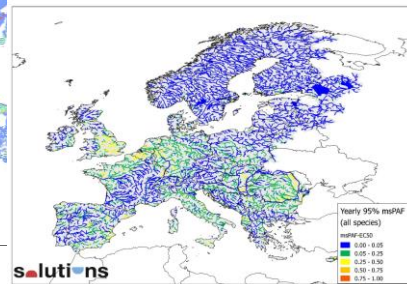 Yearly 95% msPAF
(all species)
msPAF-EC50
0.00 - 0.05
0.05 - 0.25
0.25 - 0.50
0.50 - 0.75
0.75 - 1.00
solutions